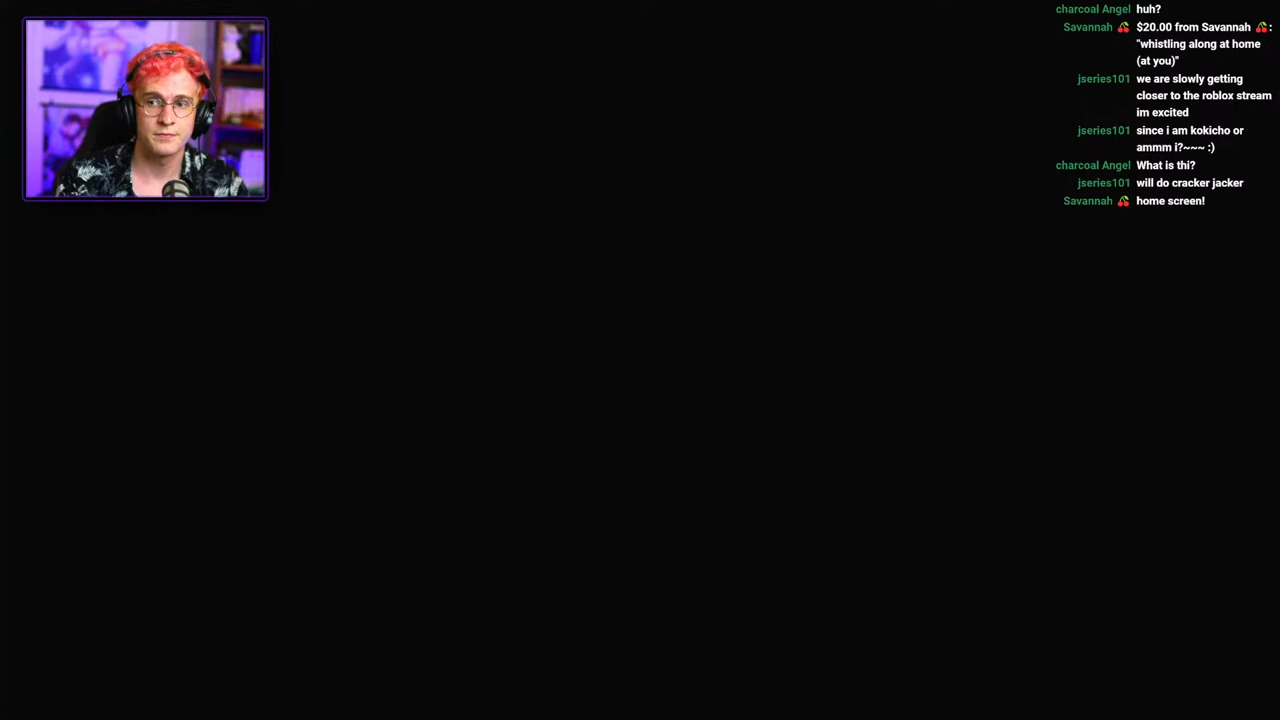 charcoal Angel huh?
Savannah 🍒 $20.00 from Savannah 🍒:
"whistling along at home
(at you)"
jseries101 we are slowly getting
closer to the roblox stream
im excited
jseries101 since i am kokicho or
ammm i?~~~ :)
charcoal Angel What is thi?
jseries101 will do cracker jacker
Savannah 🍒 home screen!